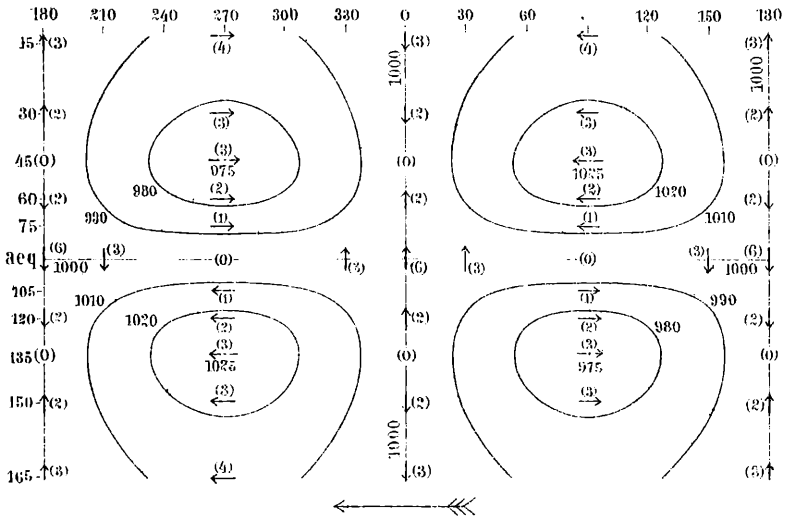 180 210 240 270 300 330 0 30 60 120 150 180
15 (3) (4) 1000 (3) (4) (3) 1000
30 (2) (3) (2) (3) (2)
45 (0) (3) 975 (0) (3) 1025 (0)
60 (2) 980 (2) (2) (2) 1020 (2)
75 990 (1) (1) 1010
aeq (6) 1000 (3) (0) (3) (6) (3) (0) (3) (6) 1000
105 1010 (1) (1) 990
120 (2) 1020 (2) (2) (2) 980 (2)
135 (0) (3) 1025 (0) (3) 975 (0)
150 (2) (3) (2) (3) (2)
165 (3) (4) 1000 (3) (4) (3)